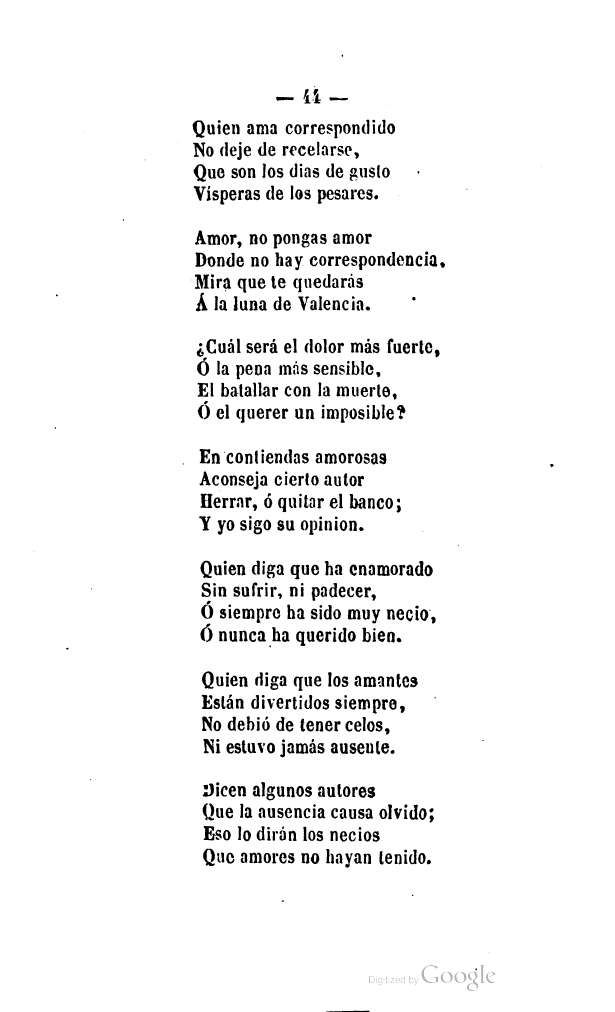 — 44 —
Quien ama correspondido
No deje de recelarse,
Que son los dias de gusto
Vísperas de los pesares.
Amor, no pongas amor
Donde no hay correspondencia,
Mira que te quedarás
Á la luna de Valencia.
¿Cuál será el dolor más fuerte,
Ó la pena más sensible,
El batallar con la muerte,
Ó el querer un imposible?
En contiendas amorosas
Aconseja cierto autor
Herrar, ó quitar el banco;
Y yo sigo su opinion.
Quien diga que ha enamorado
Sin sufrir, ni padecer,
Ó siempre ha sido muy necio,
Ó nunca ha querido bien.
Quien diga que los amantes
Están divertidos siempre,
No debió de tener celos,
Ni estuvo jamás ausente.
Dicen algunos autores
Que la ausencia causa olvido;
Eso lo dirán los necios
Que amores no hayan tenido.
Digitized by Google